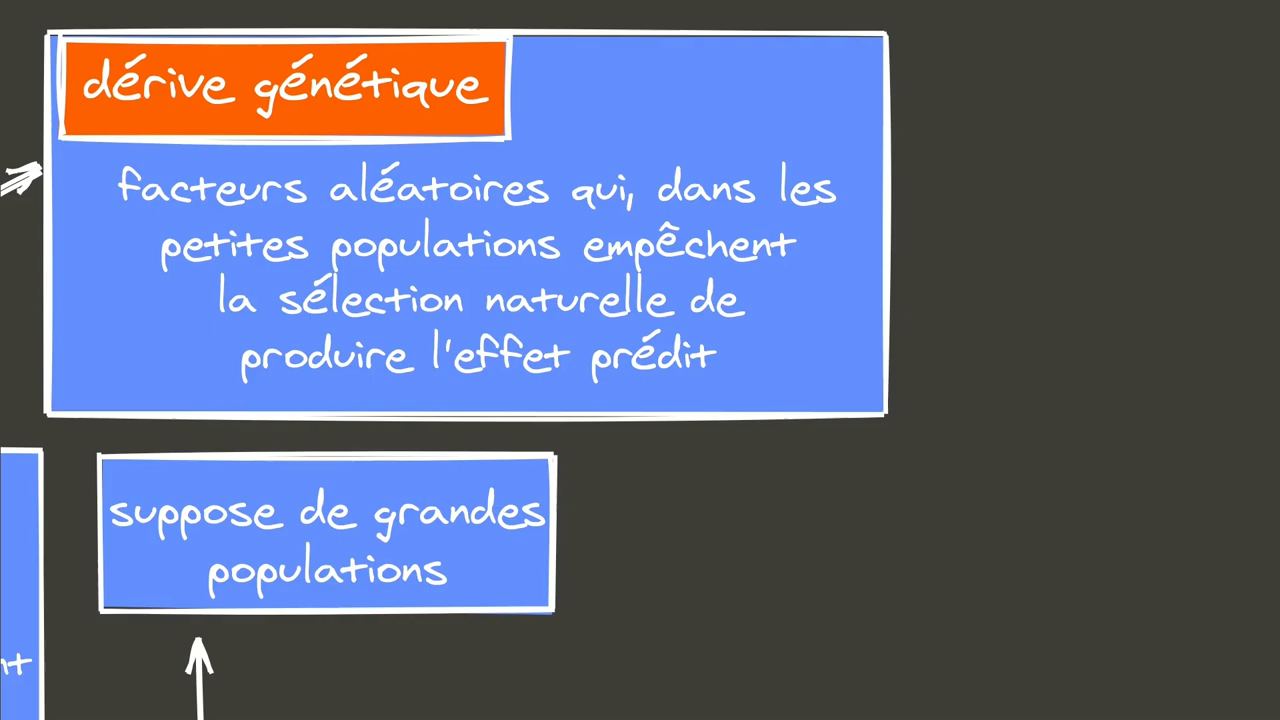 dérive génétique
facteurs aléatoires qui, dans les
petites populations empêchent
la sélection naturelle de
produire l'effet prédit
suppose de grandes
populations
nt